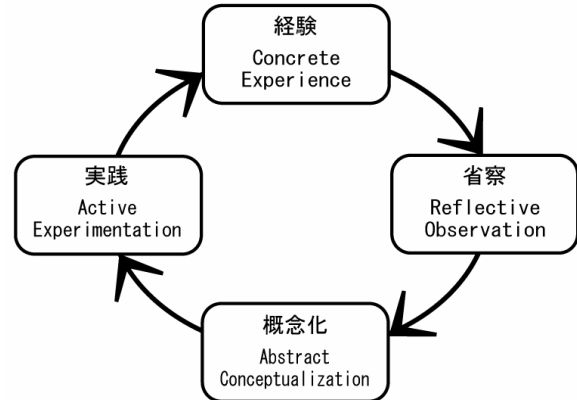 経験
Concrete
Experience
省察
Reflective
Observation
概念化
Abstract
Conceptualization
実践
Active
Experimentation